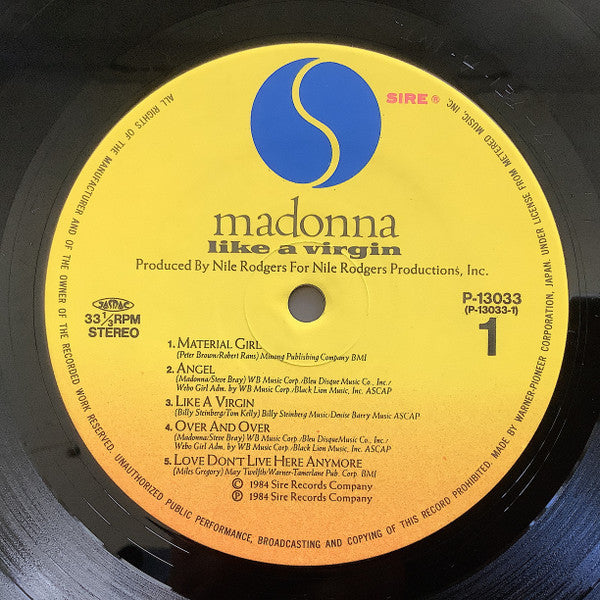 SIRE ®
madonna
like a virgin
Produced By Nile Rodgers For Nile Rodgers Productions, Inc.
JASRAC
33 1/3 RPM
STEREO
P-13033
(P-13033-1)
1
1. MATERIAL GIRL
(Peter Brown/Robert Rans) Minong Publishing Company BMI
2. ANGEL
(Madonna/Steve Bray) WB Music Corp./Bleu Disque Music Co., Inc./
Webo Girl Adm. by WB Music Corp./Black Lion Music, Inc. ASCAP
3. LIKE A VIRGIN
(Billy Steinberg/Tom Kelly) Billy Steinberg Music/Denise Barry Music ASCAP
4. OVER AND OVER
(Madonna/Steve Bray) WB Music Corp./Bleu DisqueMusic Co., Inc./
Webo Girl Adm. by WB Music Corp./Black Lion Music, Inc. ASCAP
5. LOVE DON'T LIVE HERE ANYMORE
(Miles Gregory) May Twelfth/Warner-Tamerlane Pub. Corp. BMI
© 1984 Sire Records Company
℗ 1984 Sire Records Company
ALL RIGHTS OF THE MANUFACTURER AND OF THE OWNER OF THE RECORDED WORK RESERVED. UNAUTHORIZED PUBLIC PERFORMANCE, BROADCASTING AND COPYING OF THIS RECORD PROHIBITED. MADE BY WARNER-PIONEER CORPORATION, JAPAN. UNDER LICENSE FROM METERED MUSIC, INC.